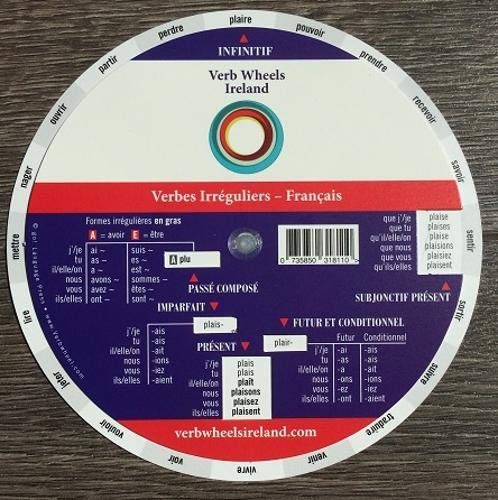 plaire
pouvoir
prendre
recevoir
savoir
sentir
sortir
suivre
traduire
venir
vivre
voir
vouloir
jeter
lire
mettre
nager
ouvrir
partir
perdre
INFINITIF
Verb Wheels
Ireland
Verbes Irréguliers – Français
Formes irrégulières en gras
A = avoir E = être
j'/je ai ~ suis ~
tu as ~ es ~
il/elle/on a ~ est ~
nous avons ~ sommes ~
vous avez ~ êtes ~
ils/elles ont ~ sont ~
A plu
PASSÉ COMPOSÉ
0 735850 318110
que j'/je plaise
que tu plaises
qu'il/elle/on plaise
que nous plaisions
que vous plaisiez
qu'ils/elles plaisent
SUBJONCTIF PRÉSENT
IMPARFAIT
plais-
j'/je -ais
tu -ais
il/elle/on -ait
nous -ions
vous -iez
ils/elles -aient
PRÉSENT
j'/je plais
tu plais
il/elle/on plaît
nous plaisons
vous plaisez
ils/elles plaisent
FUTUR ET CONDITIONNEL
plair-
Futur Conditionnel
j'/je -ai -ais
tu -as -ais
il/elle/on -a -ait
nous -ons -ions
vous -ez -iez
ils/elles -ont -aient
verbwheelsireland.com